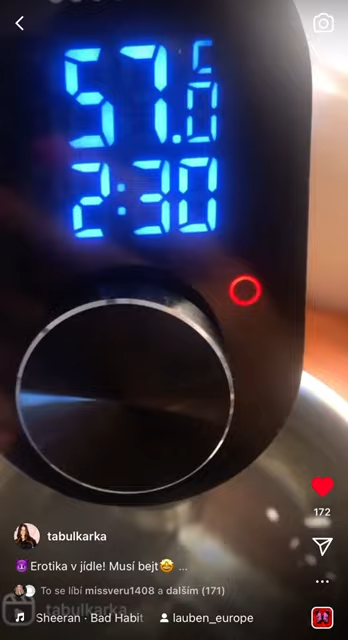 57.0 C
2:30
172
tabulkarka
😈Erotika v jídle! Musí bejt🤩 ...
To se líbí missveru1408 a dalším (171)
Sheeran · Bad Habit
lauben_europe
tabulkarka